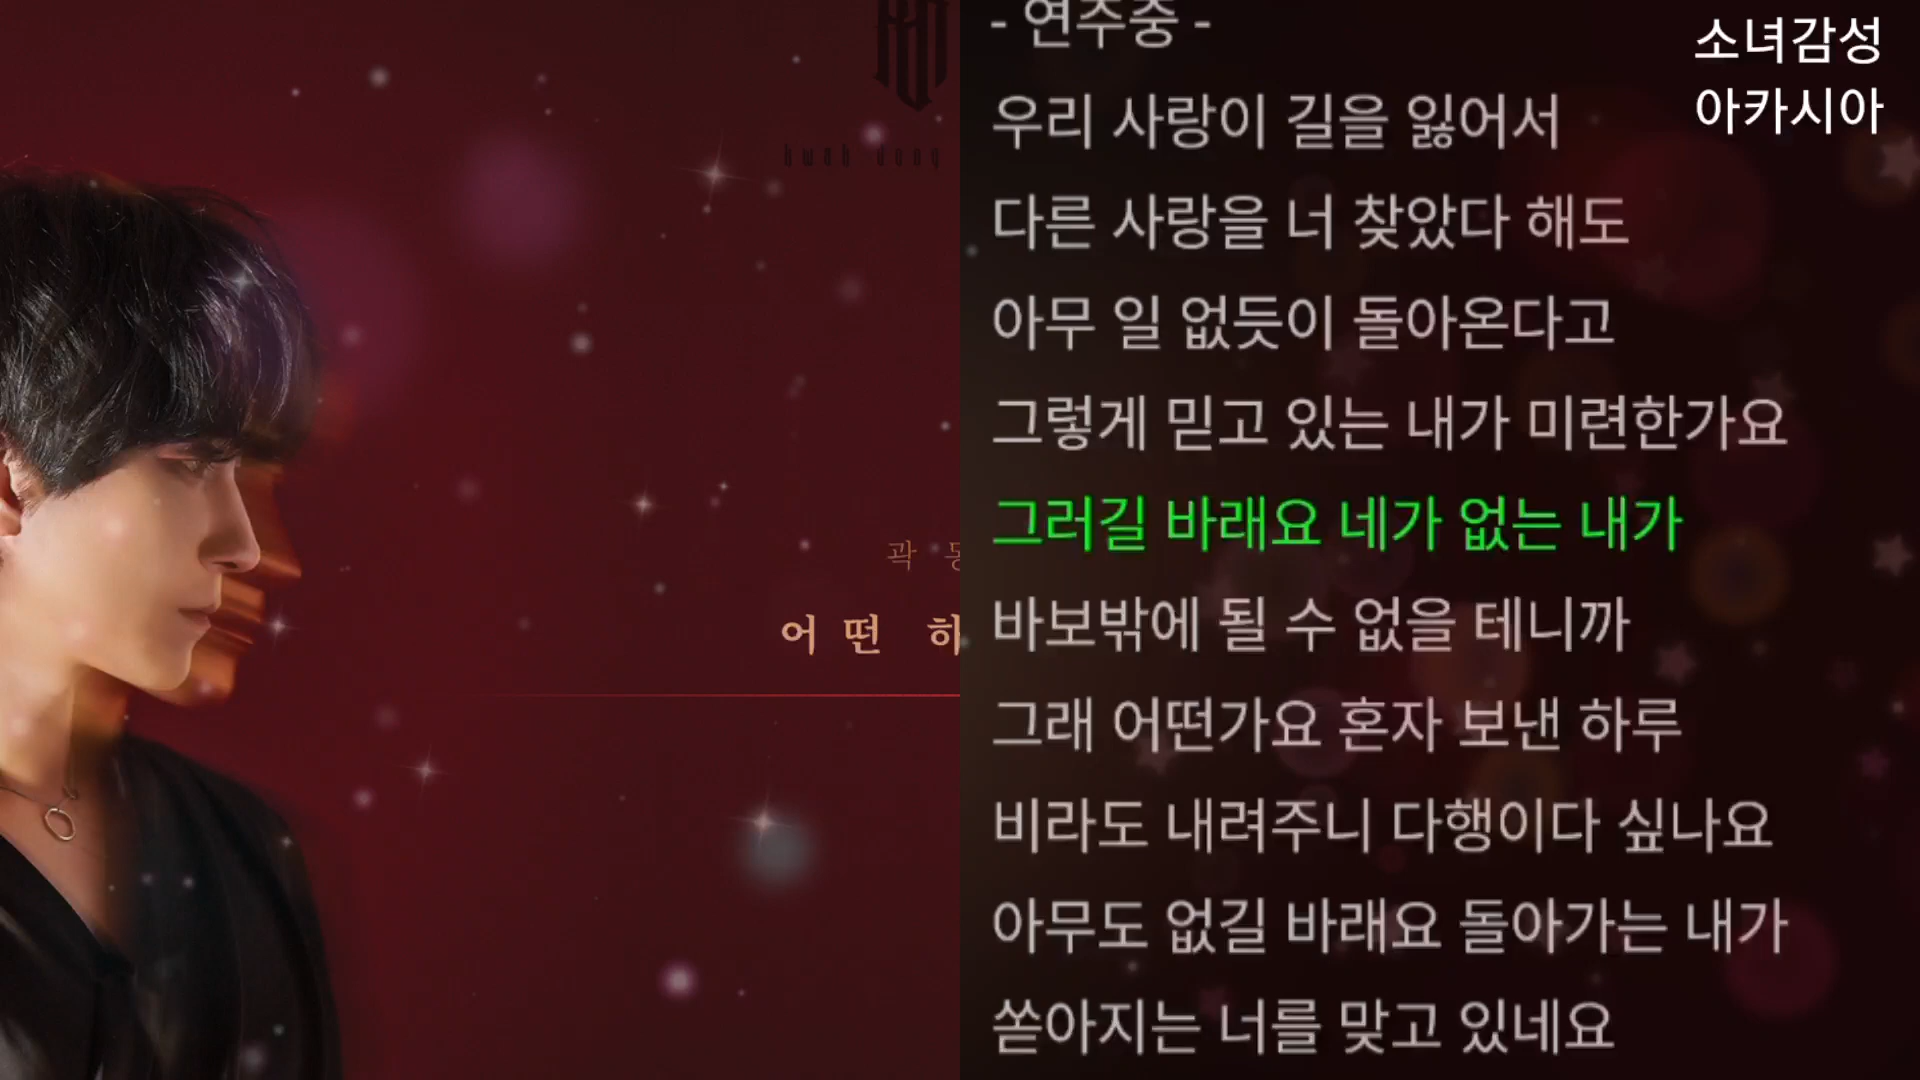 kwak dong
곽
어떤 하
- 연주중 -
우리 사랑이 길을 잃어서
다른 사랑을 너 찾았다 해도
아무 일 없듯이 돌아온다고
그렇게 믿고 있는 내가 미련한가요
그러길 바래요 네가 없는 내가
바보밖에 될 수 없을 테니까
그래 어떤가요 혼자 보낸 하루
비라도 내려주니 다행이다 싶나요
아무도 없길 바래요 돌아가는 내가
쏟아지는 너를 맞고 있네요
소녀감성
아카시아